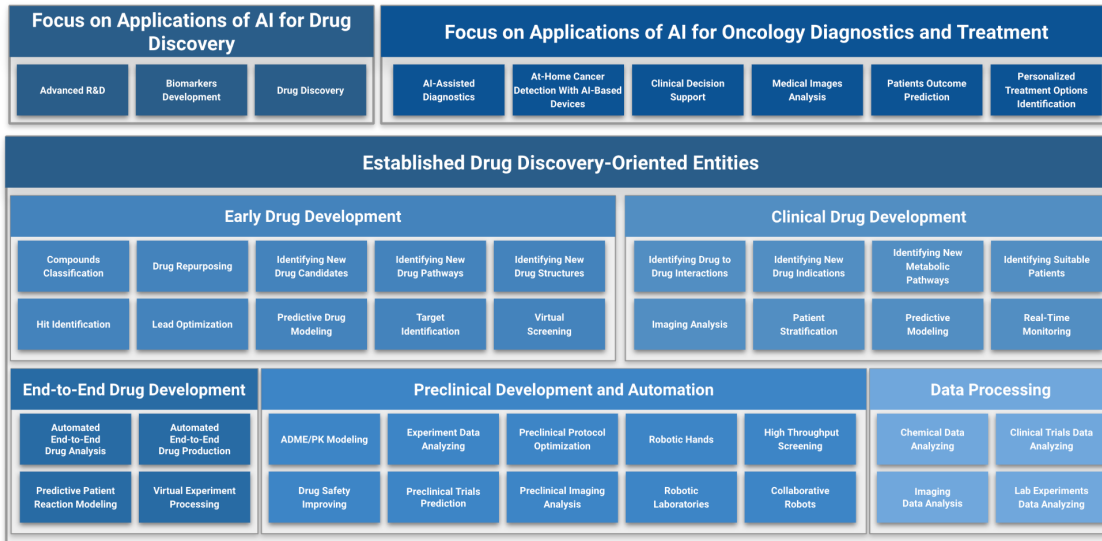 Focus on Applications of AI for Drug
Discovery
Advanced R&D
Biomarkers
Development
Drug Discovery
Focus on Applications of AI for Oncology Diagnostics and Treatment
AI-Assisted
Diagnostics
At-Home Cancer
Detection With AI-Based
Devices
Clinical Decision
Support
Medical Images
Analysis
Patients Outcome
Prediction
Personalized
Treatment Options
Identification
Established Drug Discovery-Oriented Entities
Early Drug Development
Compounds
Classification
Drug Repurposing
Identifying New
Drug Candidates
Identifying New
Drug Pathways
Identifying New
Drug Structures
Hit Identification
Lead Optimization
Predictive Drug
Modeling
Target
Identification
Virtual
Screening
Clinical Drug Development
Identifying Drug to
Drug Interactions
Identifying New
Drug Indications
Identifying New
Metabolic
Pathways
Identifying Suitable
Patients
Imaging Analysis
Patient
Stratification
Predictive
Modeling
Real-Time
Monitoring
End-to-End Drug Development
Automated
End-to-End
Drug Analysis
Automated
End-to-End
Drug Production
Predictive Patient
Reaction Modeling
Virtual Experiment
Processing
Preclinical Development and Automation
ADME/PK Modeling
Experiment Data
Analyzing
Preclinical Protocol
Optimization
Robotic Hands
High Throughput
Screening
Drug Safety
Improving
Preclinical Trials
Prediction
Preclinical Imaging
Analysis
Robotic
Laboratories
Collaborative
Robots
Data Processing
Chemical Data
Analyzing
Clinical Trials Data
Analyzing
Imaging
Data Analysis
Lab Experiments
Data Analyzing